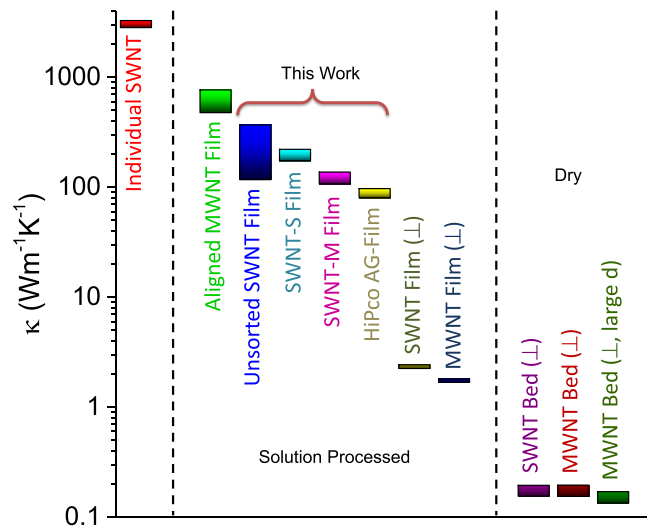 κ (Wm⁻¹K⁻¹)
1000
100
10
1
0.1
Individual SWNT
This Work
Aligned MWNT Film
Unsorted SWNT Film
SWNT-S Film
SWNT-M Film
HiPco AG-Film
SWNT Film (⊥)
MWNT Film (⊥)
Solution Processed
Dry
SWNT Bed (⊥)
MWNT Bed (⊥)
MWNT Bed (⊥, large d)